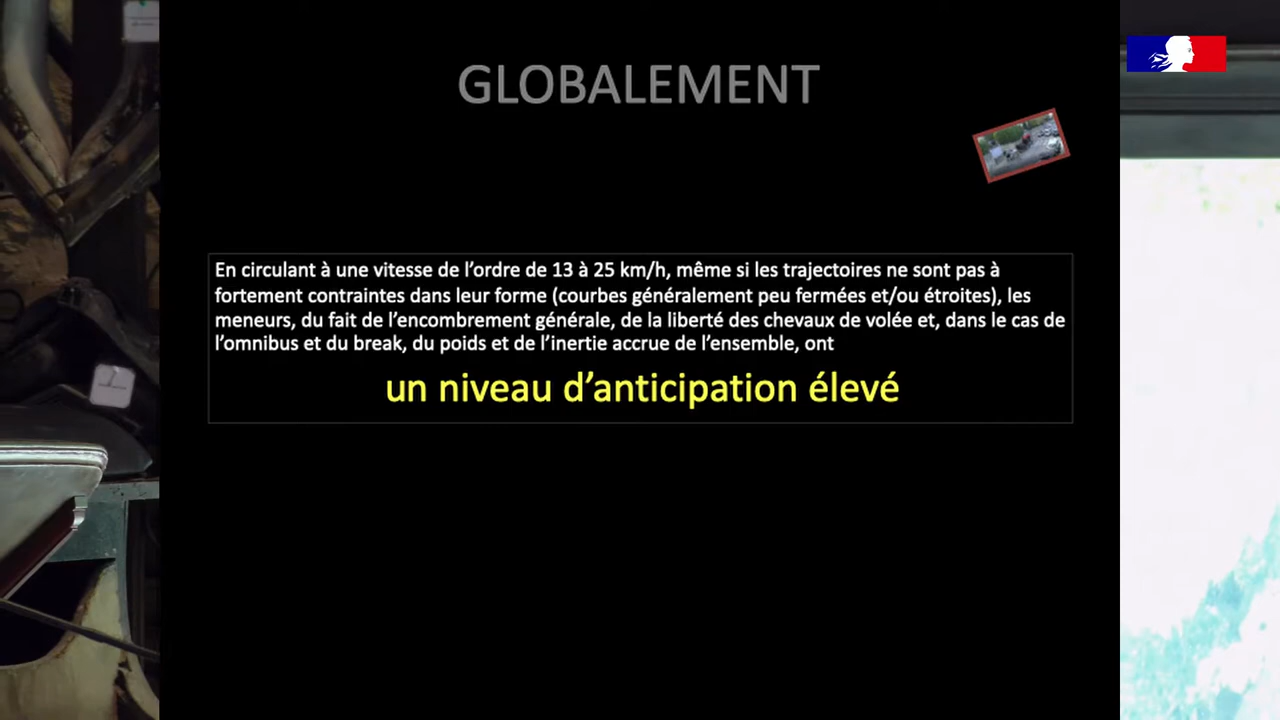 GLOBALEMENT
En circulant à une vitesse de l’ordre de 13 à 25 km/h, même si les trajectoires ne sont pas à
fortement contraintes dans leur forme (courbes généralement peu fermées et/ou étroites), les
meneurs, du fait de l’encombrement générale, de la liberté des chevaux de volée et, dans le cas de
l’omnibus et du break, du poids et de l’inertie accrue de l’ensemble, ont
un niveau d’anticipation élevé